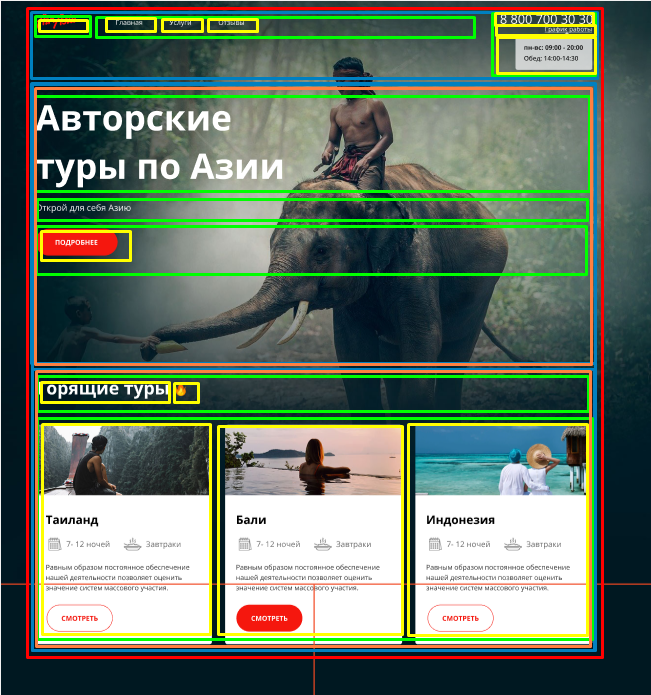 Главная Услуги Отзывы
8 800 700 30 30
График работы
пн-вс: 09:00 - 20:00
Обед: 14:00-14:30
Авторские
туры по Азии
Открой для себя Азию
ПОДРОБНЕЕ
орящие туры 🔥
Таиланд
7- 12 ночей Завтраки
Равным образом постоянное обеспечение
нашей деятельности позволяет оценить
значение систем массового участия.
СМОТРЕТЬ
Бали
7- 12 ночей Завтраки
Равным образом постоянное обеспечение
нашей деятельности позволяет оценить
значение систем массового участия.
СМОТРЕТЬ
Индонезия
7- 12 ночей Завтраки
Равным образом постоянное обеспечение
нашей деятельности позволяет оценить
значение систем массового участия.
СМОТРЕТЬ